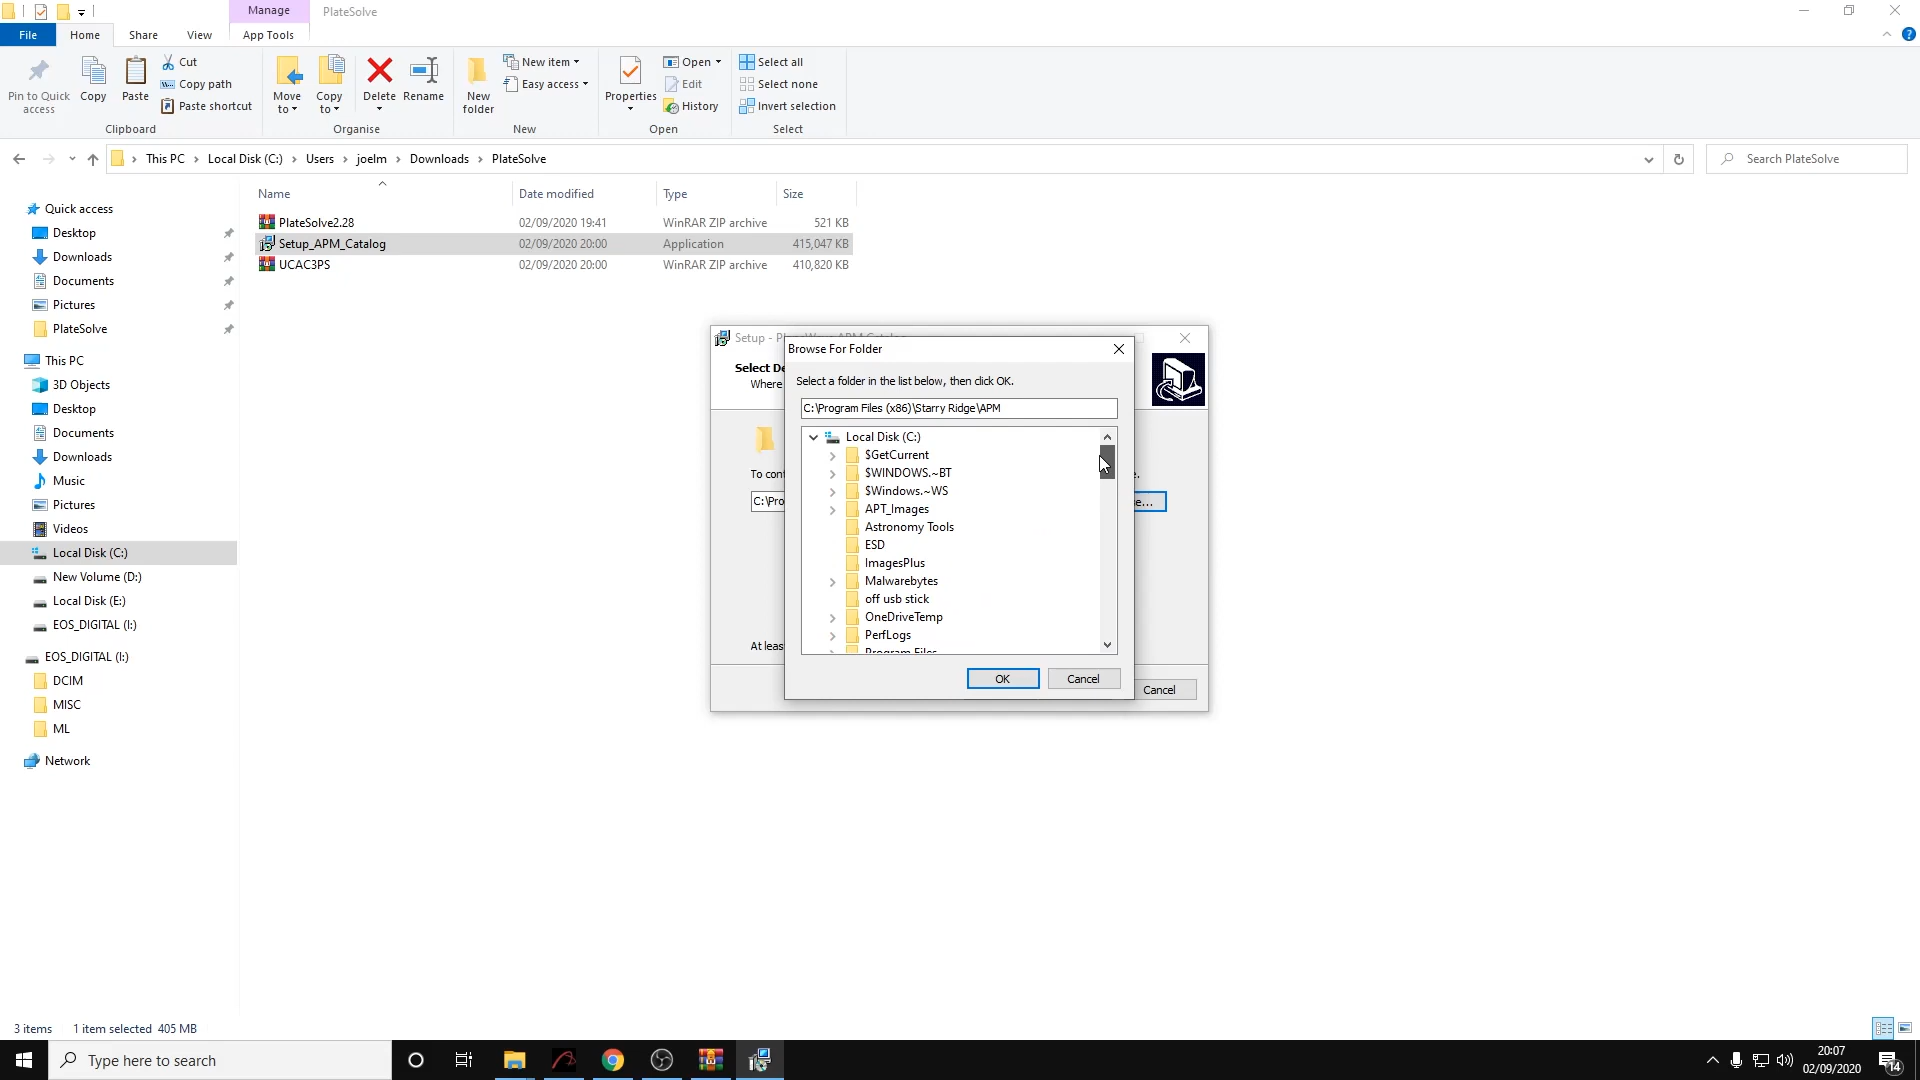 Manage
PlateSolve
File
Home
Share
View
App Tools
Pin to Quick access
Copy
Paste
Cut
Copy path
Paste shortcut
Clipboard
Move to
Copy to
Delete
Rename
Organise
New folder
New item
Easy access
New
Properties
Open
Edit
History
Open
Select all
Select none
Invert selection
Select
This PC
Local Disk (C:)
Users
joelm
Downloads
PlateSolve
Search PlateSolve
Name
Date modified
Type
Size
PlateSolve2.28 02/09/2020 19:41 WinRAR ZIP archive 521 KB
Setup_APM_Catalog 02/09/2020 20:00 Application 415,047 KB
UCAC3PS 02/09/2020 20:00 WinRAR ZIP archive 410,820 KB
Quick access
Desktop
Downloads
Documents
Pictures
PlateSolve
This PC
3D Objects
Desktop
Documents
Downloads
Music
Pictures
Videos
Local Disk (C:)
New Volume (D:)
Local Disk (E:)
EOS_DIGITAL (I:)
EOS_DIGITAL (I:)
DCIM
MISC
ML
Network
Setup - P
Select De
Where
To cont
C:\Pro
e...
At leas
Cancel
Browse For Folder
Select a folder in the list below, then click OK.
C:\Program Files (x86)\Starry Ridge\APM
Local Disk (C:)
$GetCurrent
$WINDOWS.~BT
$Windows.~WS
APT_Images
Astronomy Tools
ESD
ImagesPlus
Malwarebytes
off usb stick
OneDriveTemp
PerfLogs
Program Files
OK
Cancel
3 items
1 item selected 405 MB
Type here to search
20:07
02/09/2020
14